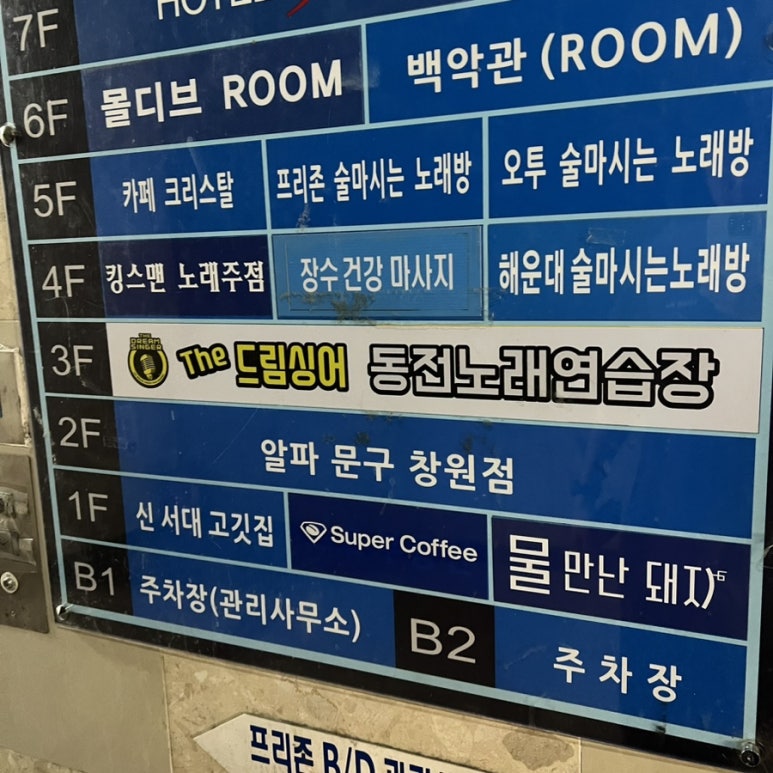 7F HOTEL
6F 몰디브 ROOM 백악관 (ROOM)
5F 카페 크리스탈 프리존 술마시는 노래방 오투 술마시는 노래방
4F 킹스맨 노래주점 장수건강 마사지 해운대술마시는노래방
3F THE DREAM SINGER The 드림싱어 동전노래연습장
2F 알파 문구 창원점
1F 신서대 고깃집 Super Coffee 물 만난 돼지
B1 주차장(관리사무소) B2 주 차 장
프리존 B/D